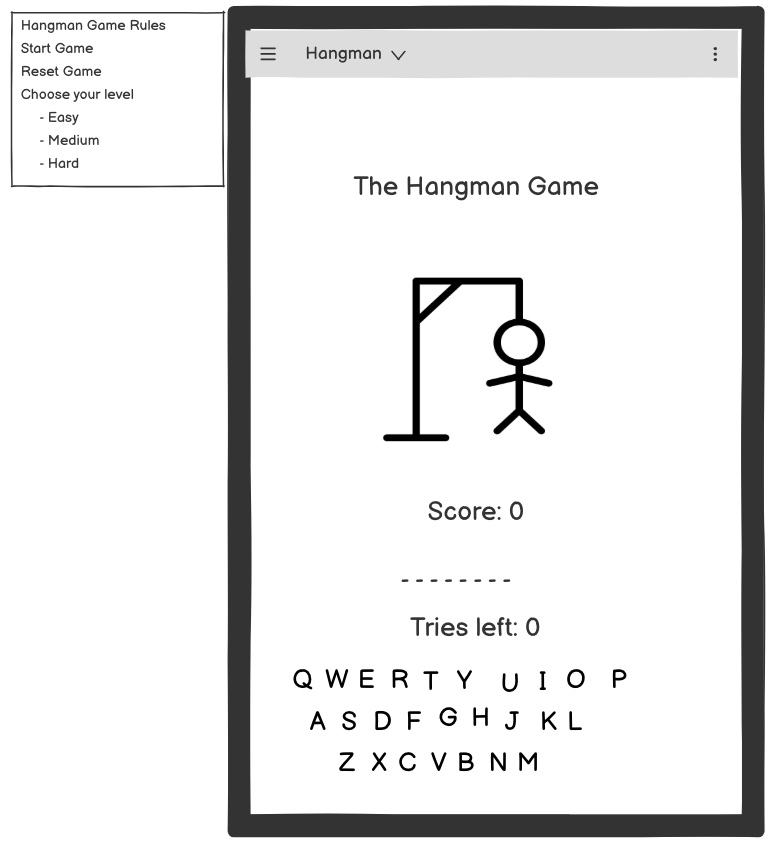 Hangman Game Rules
Start Game
Reset Game
Choose your level
- Easy
- Medium
- Hard
Hangman
The Hangman Game
Score: 0
--------
Tries left: 0
Q W E R T Y U I O P
A S D F G H J K L
Z X C V B N M